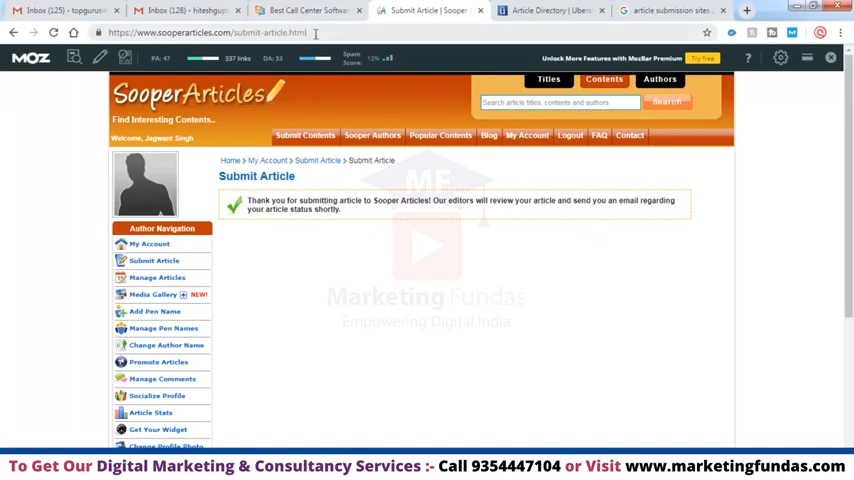 Inbox (125) - topgurusin
Inbox (128) - hiteshgup
Best Call Center Softwar
Submit Article | Sooper A
Article Directory | Ubers
article submission sites 2
https://www.sooperarticles.com/submit-article.html
MOZ
PA: 47
337 links
DA: 53
Spam Score: 13%
Unlock More Features with MozBar Premium
Try free
SooperArticles
Find Interesting Contents..
Welcome, Jagwant Singh
Titles Contents Authors
Search article titles, contents and authors
Search
Submit Contents Sooper Authors Popular Contents Blog My Account Logout FAQ Contact
Home > My Account > Submit Article > Submit Article
Submit Article
Thank you for submitting article to Sooper Articles! Our editors will review your article and send you an email regarding
your article status shortly.
Author Navigation
My Account
Submit Article
Manage Articles
Media Gallery NEW!
Add Pen Name
Manage Pen Names
Change Author Name
Promote Articles
Manage Comments
Socialize Profile
Article Stats
Get Your Widget
Change Profile Photo
MF
Marketing Fundas
Empowering Digital India
To Get Our Digital Marketing & Consultancy Services :- Call 9354447104 or Visit www.marketingfundas.com